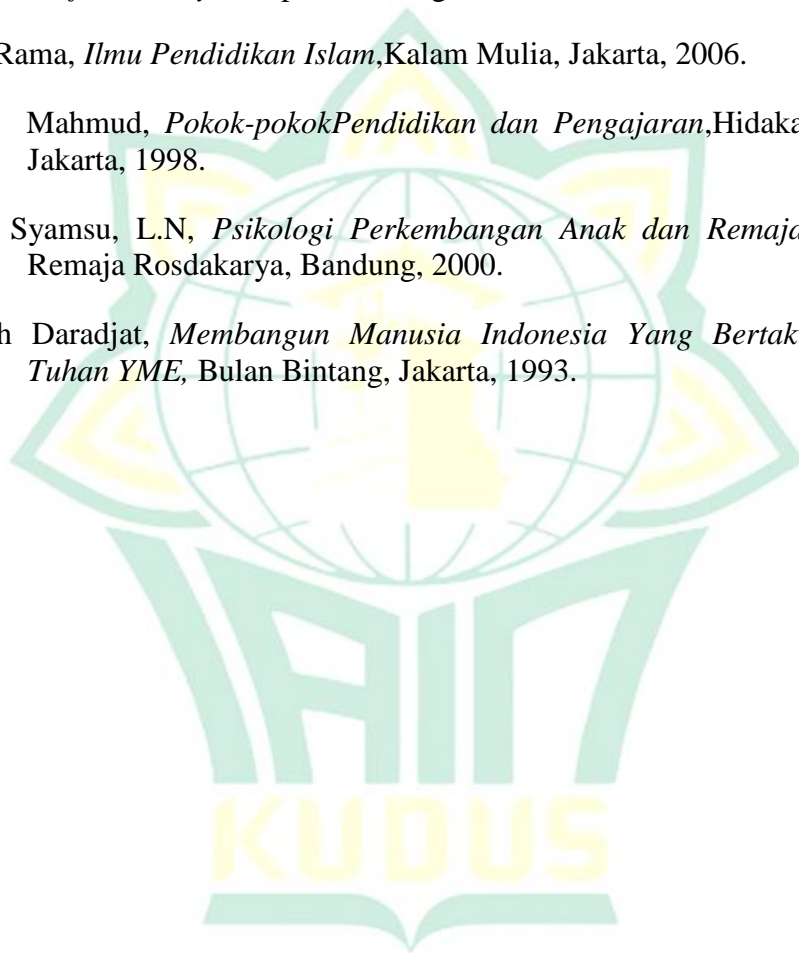 Rama, Ilmu Pendidikan Islam,Kalam Mulia, Jakarta, 2006.
Mahmud, Pokok-pokokPendidikan dan Pengajaran,Hidaka
Jakarta, 1998.
Syamsu, L.N, Psikologi Perkembangan Anak dan Remaja
Remaja Rosdakarya, Bandung, 2000.
h Daradjat, Membangun Manusia Indonesia Yang Bertak
Tuhan YME, Bulan Bintang, Jakarta, 1993.
IAIN
KUDUS